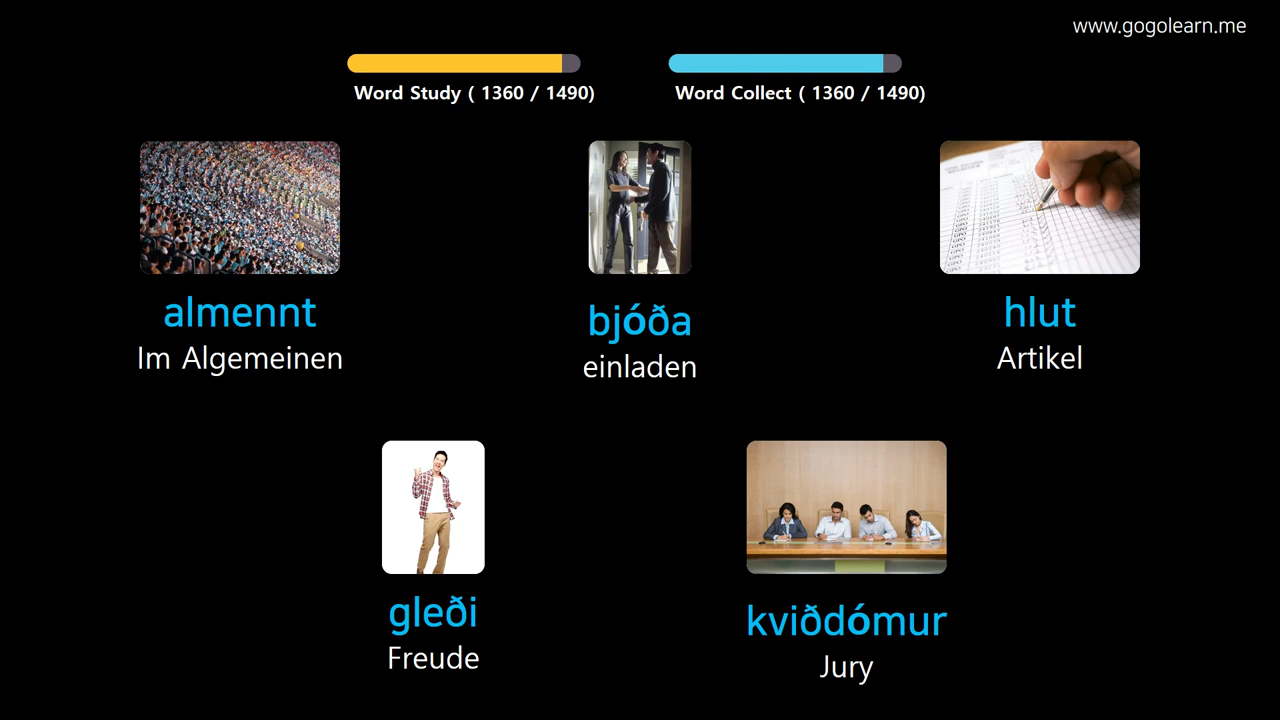 www.gogolearn.me
Word Study ( 1360 / 1490)
Word Collect ( 1360 / 1490)
almennt
Im Algemeinen
bjóða
einladen
hlut
Artikel
gleði
Freude
kviðdómur
Jury